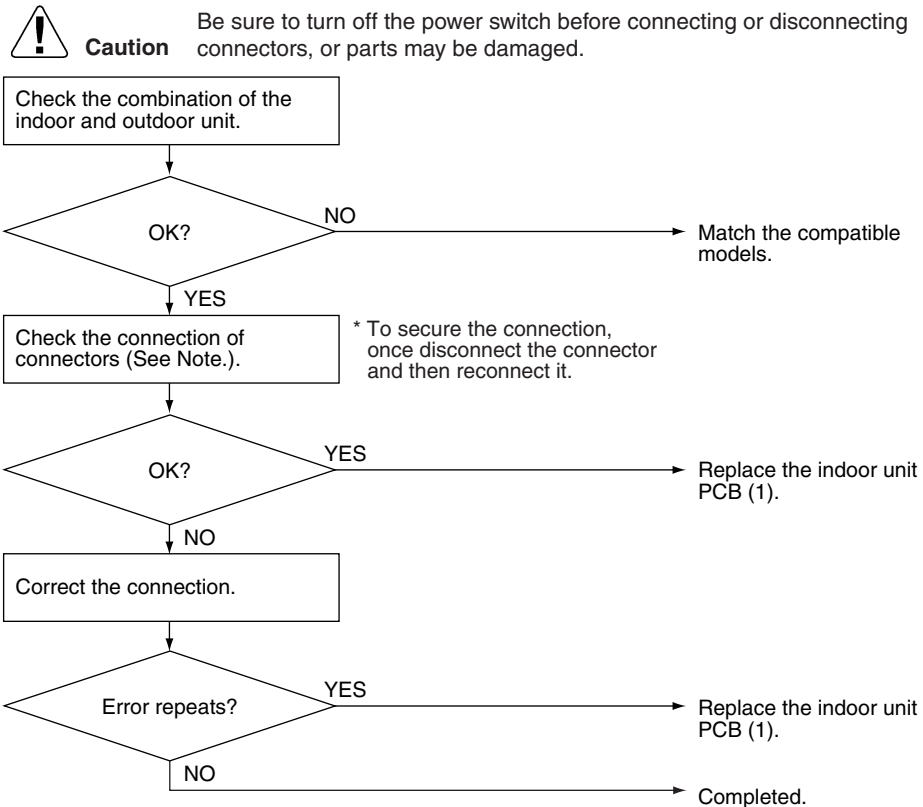 Be sure to turn off the power switch before connecting or disconnecting
Caution connectors, or parts may be damaged.
Check the combination of the
indoor and outdoor unit.
OK?
NO
Match the compatible
models.
YES
Check the connection of
connectors (See Note.).
* To secure the connection,
once disconnect the connector
and then reconnect it.
OK?
YES
Replace the indoor unit
PCB (1).
NO
Correct the connection.
Error repeats?
YES
Replace the indoor unit
PCB (1).
NO
Completed.